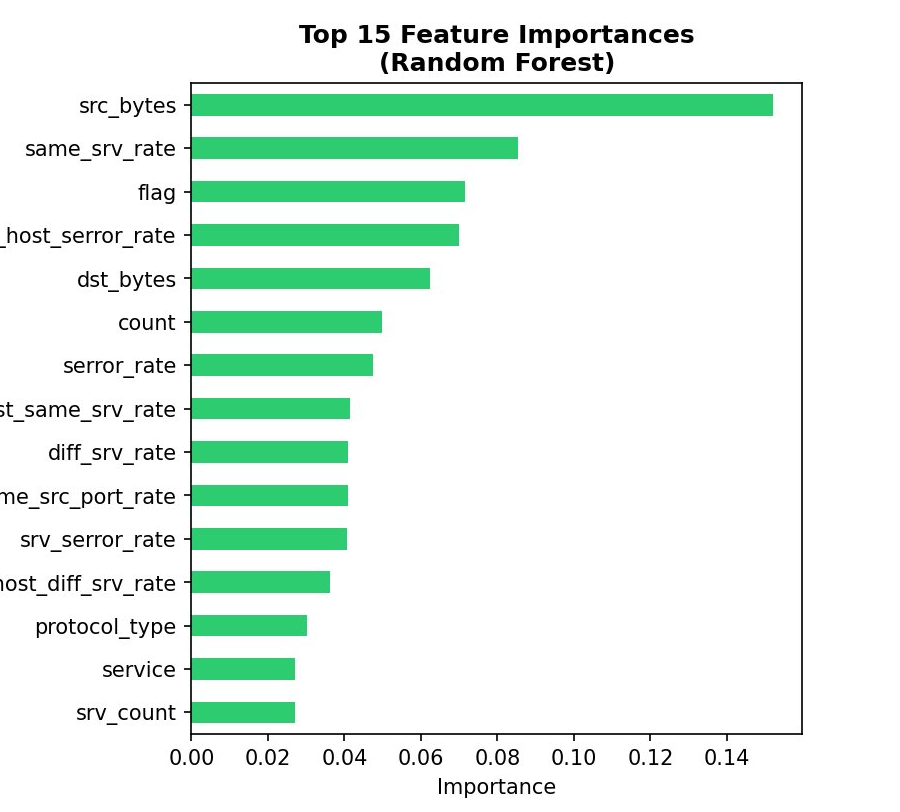 Top 15 Feature Importances
(Random Forest)
src_bytes
same_srv_rate
flag
_host_serror_rate
dst_bytes
count
serror_rate
st_same_srv_rate
diff_srv_rate
me_src_port_rate
srv_serror_rate
host_diff_srv_rate
protocol_type
service
srv_count
0.00 0.02 0.04 0.06 0.08 0.10 0.12 0.14
Importance